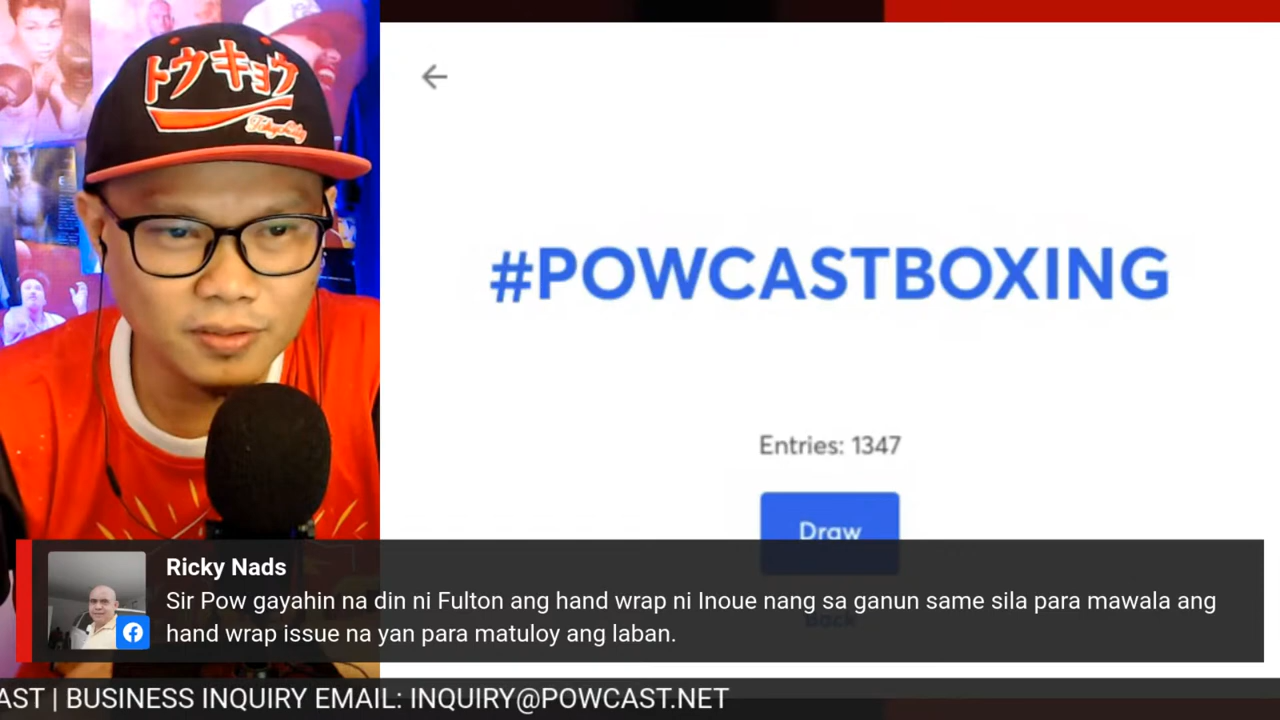 トウキョウ
#POWCASTBOXING
Entries: 1347
Draw
Back
Ricky Nads
Sir Pow gayahin na din ni Fulton ang hand wrap ni Inoue nang sa ganun same sila para mawala ang
hand wrap issue na yan para matuloy ang laban.
AST | BUSINESS INQUIRY EMAIL: INQUIRY@POWCAST.NET